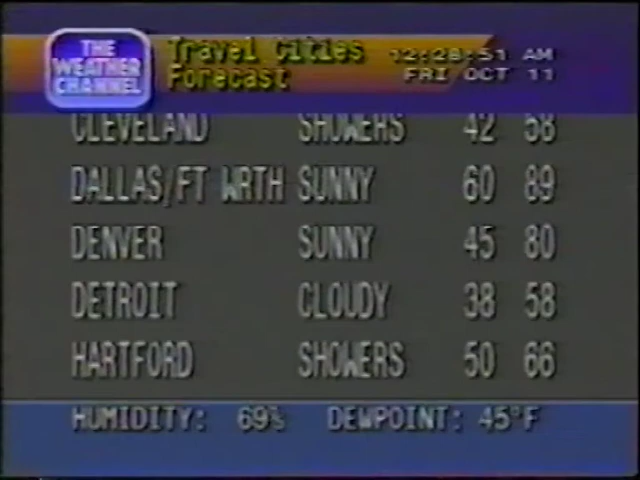 THE
WEATHER
CHANNEL
Travel Cities
Forecast
12:28:51 AM
FRI OCT 11
CLEVELAND SHOWERS 42 58
DALLAS/FT WRTH SUNNY 60 89
DENVER SUNNY 45 80
DETROIT CLOUDY 38 58
HARTFORD SHOWERS 50 66
HUMIDITY: 69% DEWPOINT: 45°F